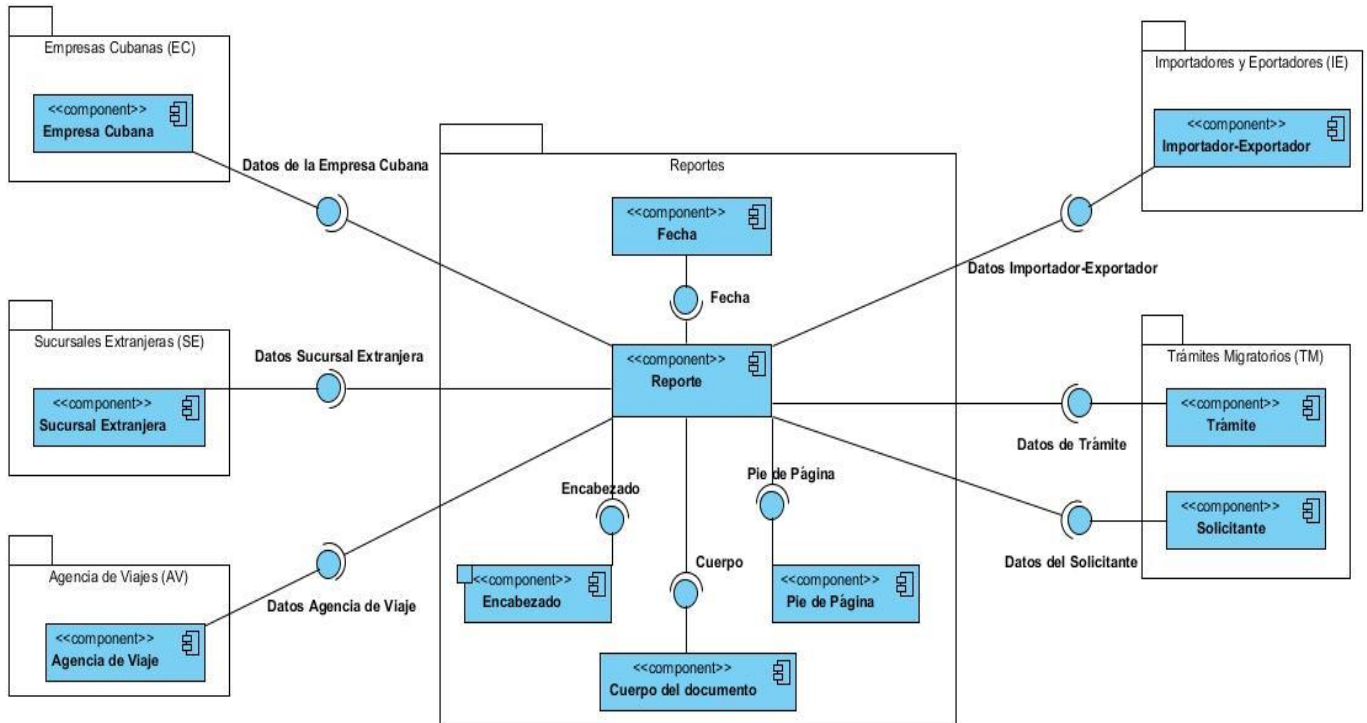 Empresas Cubanas (EC)
<<component>>
Empresa Cubana
Datos de la Empresa Cubana
Sucursales Extranjeras (SE)
<<component>>
Sucursal Extranjera
Datos Sucursal Extranjera
Agencia de Viajes (AV)
<<component>>
Agencia de Viaje
Datos Agencia de Viaje
Reportes
<<component>>
Fecha
Fecha
<<component>>
Reporte
Encabezado
<<component>>
Encabezado
Cuerpo
<<component>>
Cuerpo del documento
Pie de Página
<<component>>
Pie de Página
Importadores y Eportadores (IE)
<<component>>
Importador-Exportador
Datos Importador-Exportador
Trámites Migratorios (TM)
<<component>>
Trámite
Datos de Trámite
<<component>>
Solicitante
Datos del Solicitante